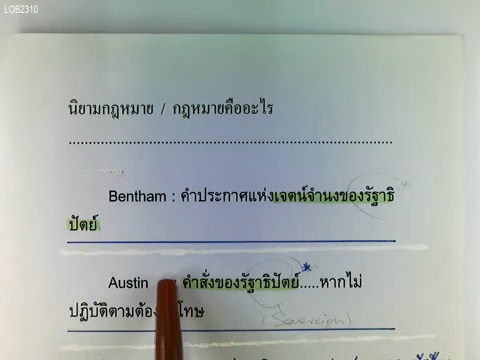 LOB2310
นิยามกฎหมาย / กฎหมายคืออะไร
Bentham : คำประกาศแห่งเจตน์จำนงของรัฐาธิ
ปัตย์
Austin : คำสั่งของรัฐาธิปัตย์.....หากไม่
ปฏิบัติตามต้อง โทษ
(Sovereign)